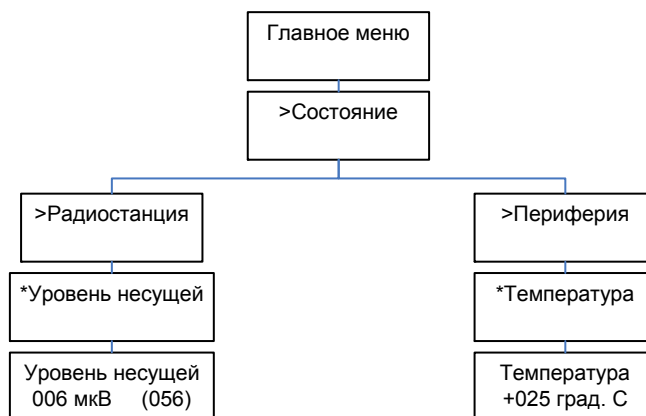 Главное меню
>Состояние
>Радиостанция
>Периферия
*Уровень несущей
*Температура
Уровень несущей
006 мкВ (056)
Температура
+025 град. С